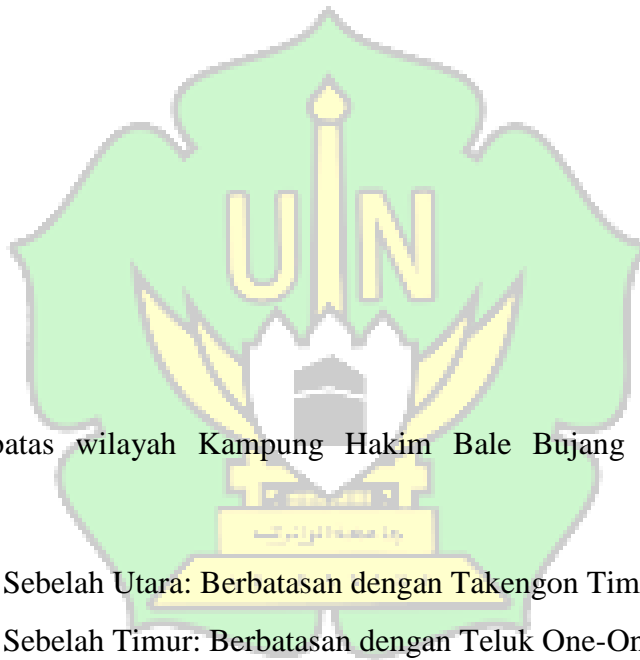 UIN
batas wilayah Kampung Hakim Bale Bujang
Sebelah Utara: Berbatasan dengan Takengon Tim
Sebelah Timur: Berbatasan dengan Teluk One-On